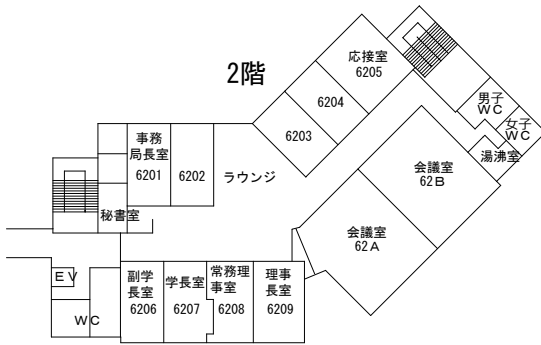 2階
応接室
6205
6204
6203
男子
WC
女子
WC
湯沸室
事務
局長室
6201
6202
ラウンジ
会議室
62B
会議室
62A
秘書室
EV
WC
副学
長室
6206
学長室
6207
常務理
事室
6208
理事
長室
6209